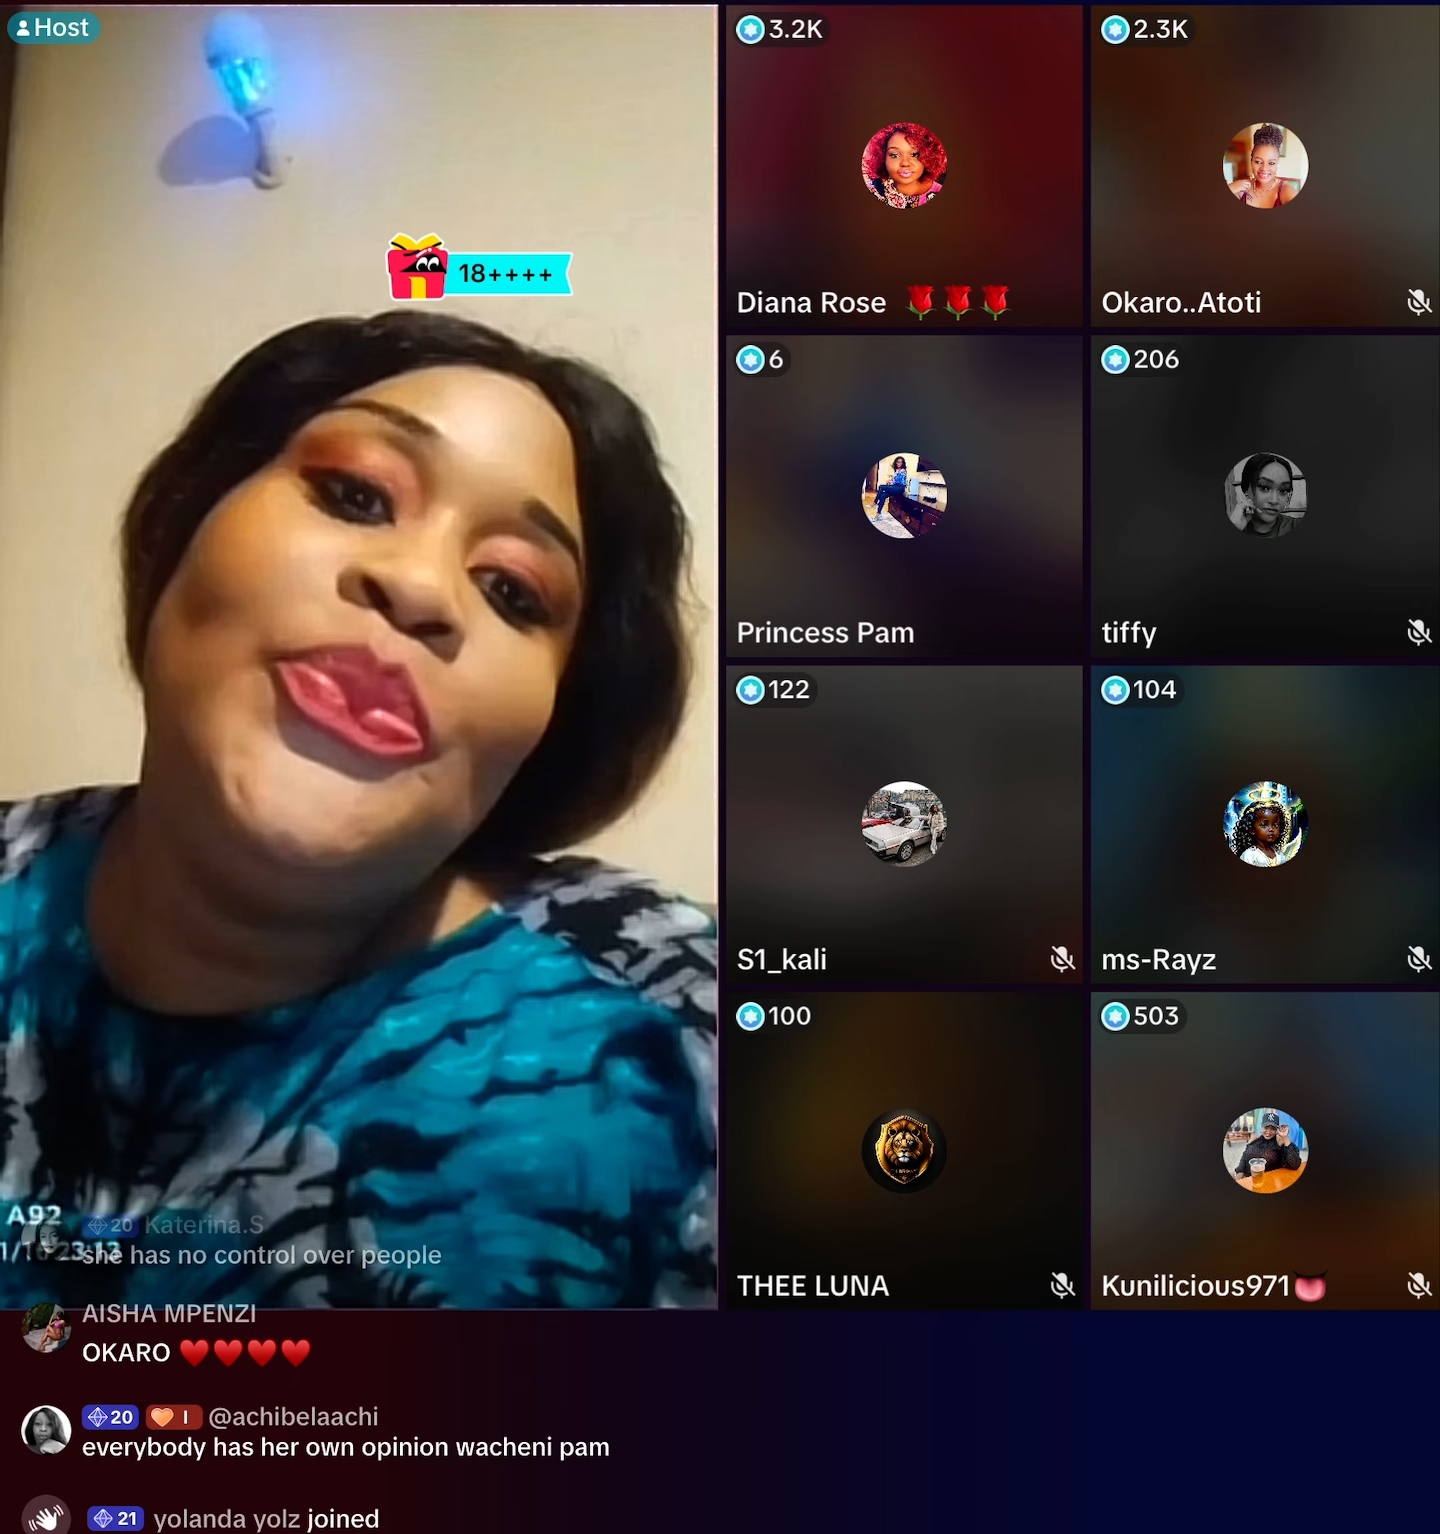 Host
18++++
3.2K
Diana Rose 🌹🌹🌹
2.3K
Okaro..Atoti
6
Princess Pam
206
tiffy
122
S1_kali
104
ms-Rayz
100
THEE LUNA
503
Kunilicious971👅
A92
20 Katerina.S
she has no control over people
AISHA MPENZI
OKARO ♥️♥️♥️♥️
20 I @achibelaachi
everybody has her own opinion wacheni pam
21 yolanda yolz joined